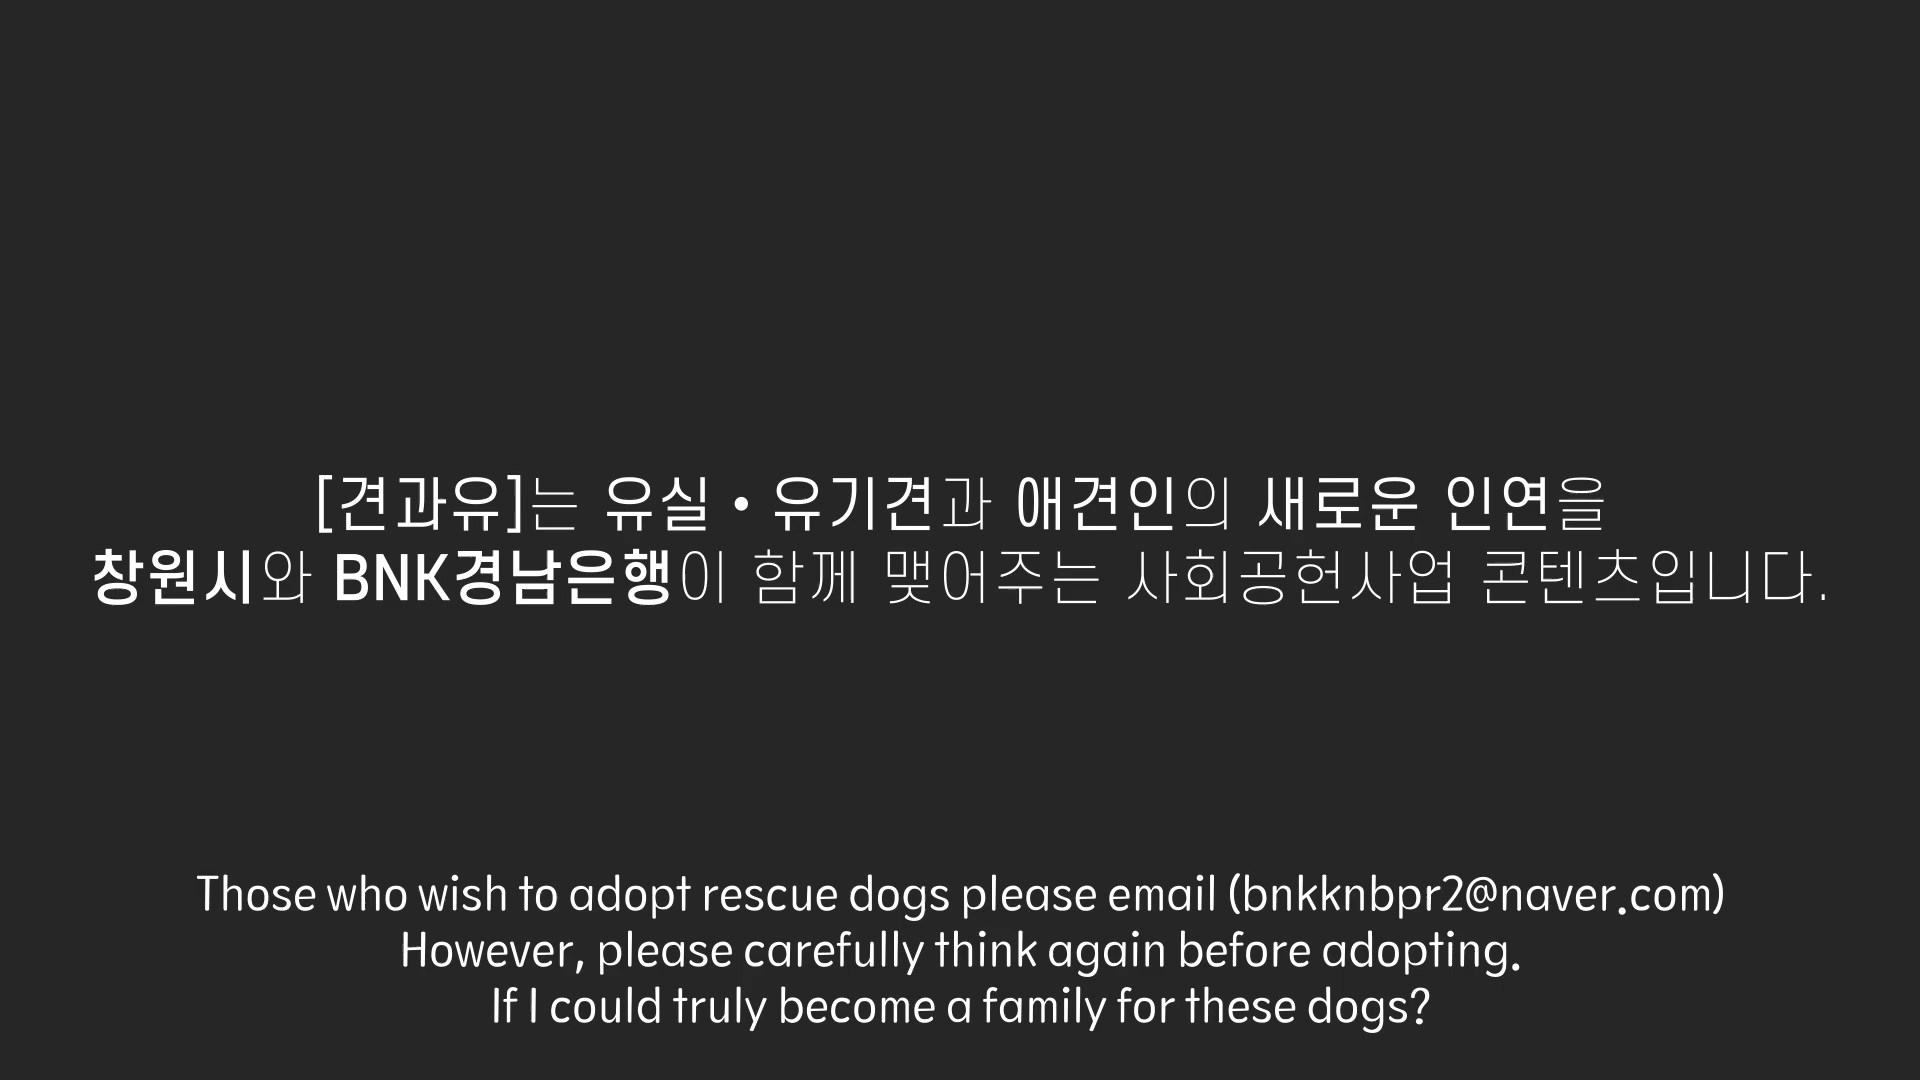 [견과유]는 유실・유기견과 애견인의 새로운 인연을
창원시와 BNK경남은행이 함께 맺어주는 사회공헌사업 콘텐츠입니다.
Those who wish to adopt rescue dogs please email (bnkknbpr2@naver.com)
However, please carefully think again before adopting.
If I could truly become a family for these dogs?